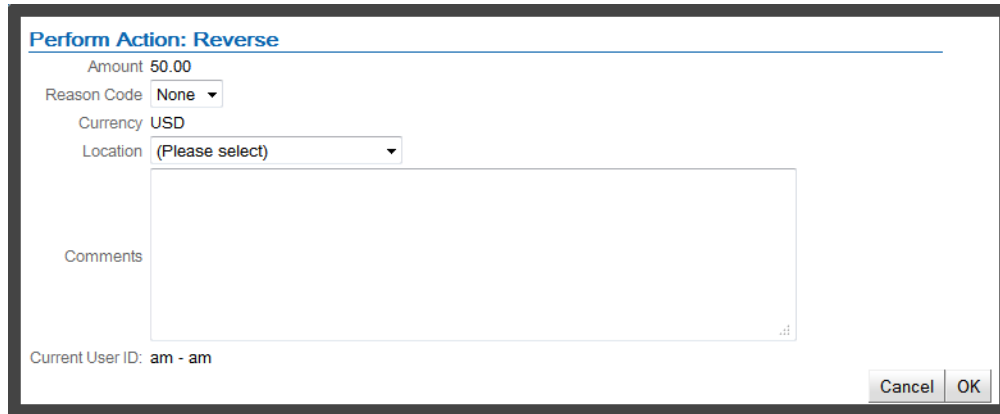 Perform Action: Reverse
Amount 50.00
Reason Code None
Currency USD
Location (Please select)
Comments
Current User ID: am - am
Cancel OK